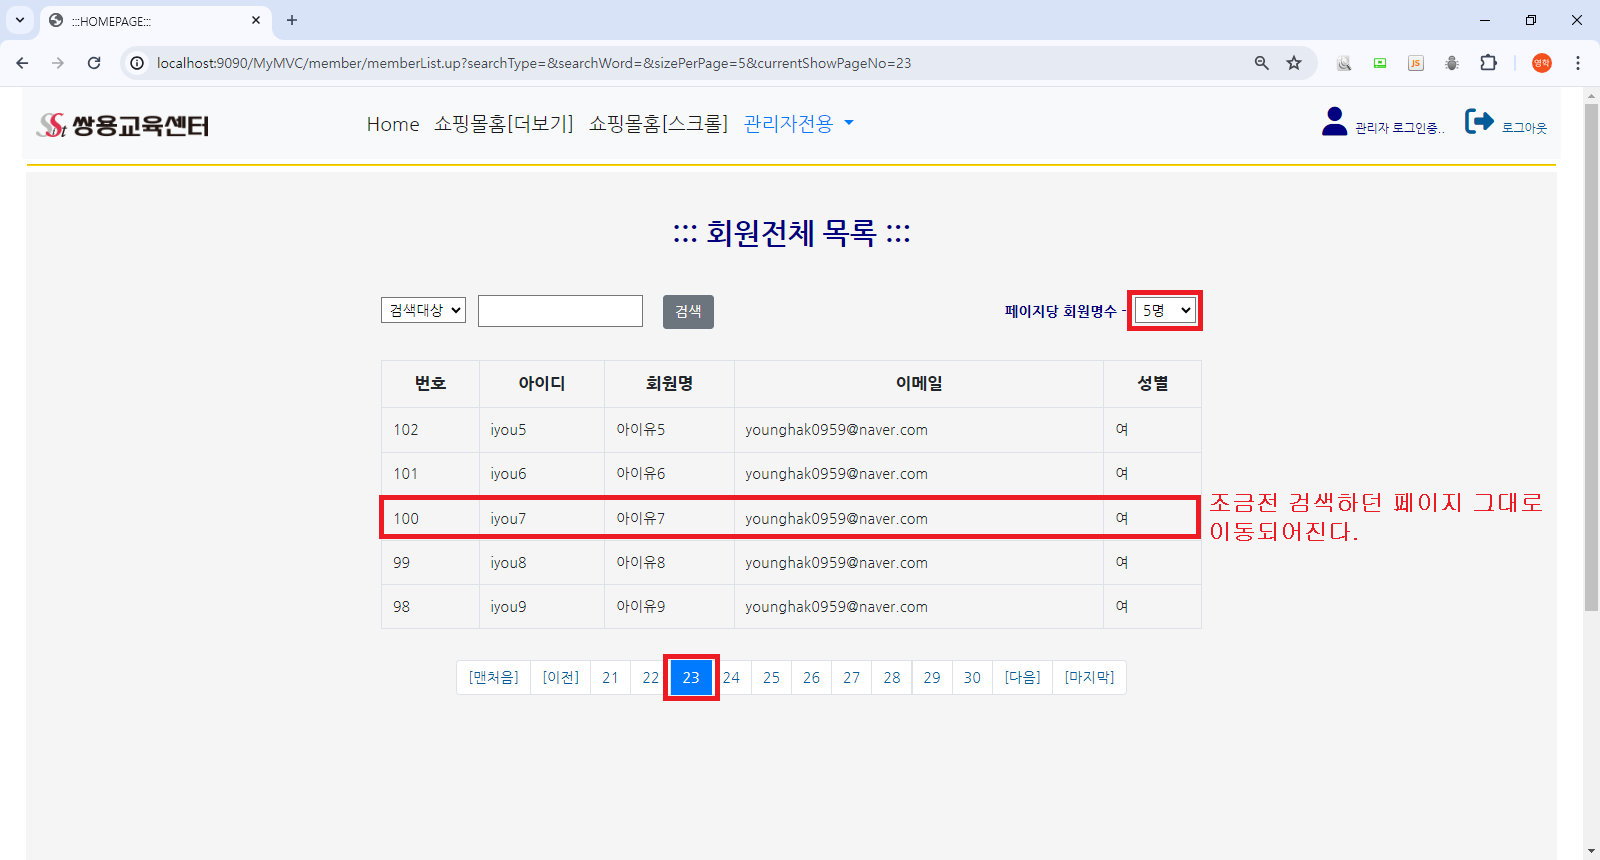 :::HOMEPAGE:::
localhost:9090/MyMVC/member/memberList.up?searchType=&searchWord=&sizePerPage=5&currentShowPageNo=23
JS
영학
SSist 쌍용교육센터
Home 쇼핑몰홈[더보기] 쇼핑몰홈[스크롤] 관리자전용
관리자 로그인중.. 로그아웃
::: 회원전체 목록 :::
검색대상 검색 페이지당 회원명수 - 5명
번호 아이디 회원명 이메일 성별
102 iyou5 아이유5 younghak0959@naver.com 여
101 iyou6 아이유6 younghak0959@naver.com 여
100 iyou7 아이유7 younghak0959@naver.com 여
99 iyou8 아이유8 younghak0959@naver.com 여
98 iyou9 아이유9 younghak0959@naver.com 여
조금전 검색하던 페이지 그대로
이동되어진다.
[맨처음] [이전] 21 22 23 24 25 26 27 28 29 30 [다음] [마지막]